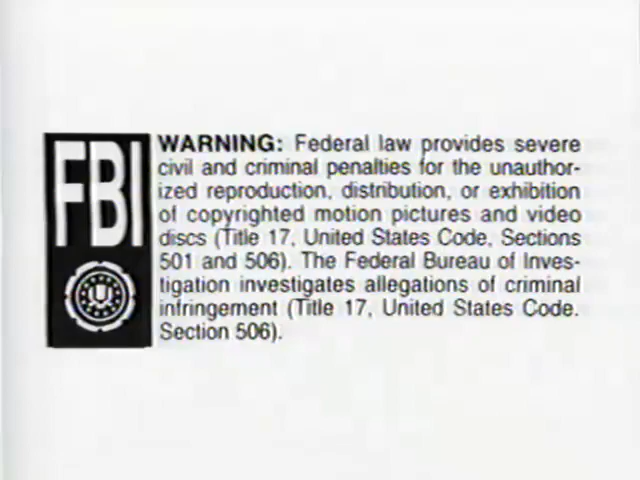 FBI
WARNING: Federal law provides severe
civil and criminal penalties for the unauthor-
ized reproduction, distribution, or exhibition
of copyrighted motion pictures and video
discs (Title 17, United States Code, Sections
501 and 506). The Federal Bureau of Inves-
tigation investigates allegations of criminal
infringement (Title 17, United States Code.
Section 506).